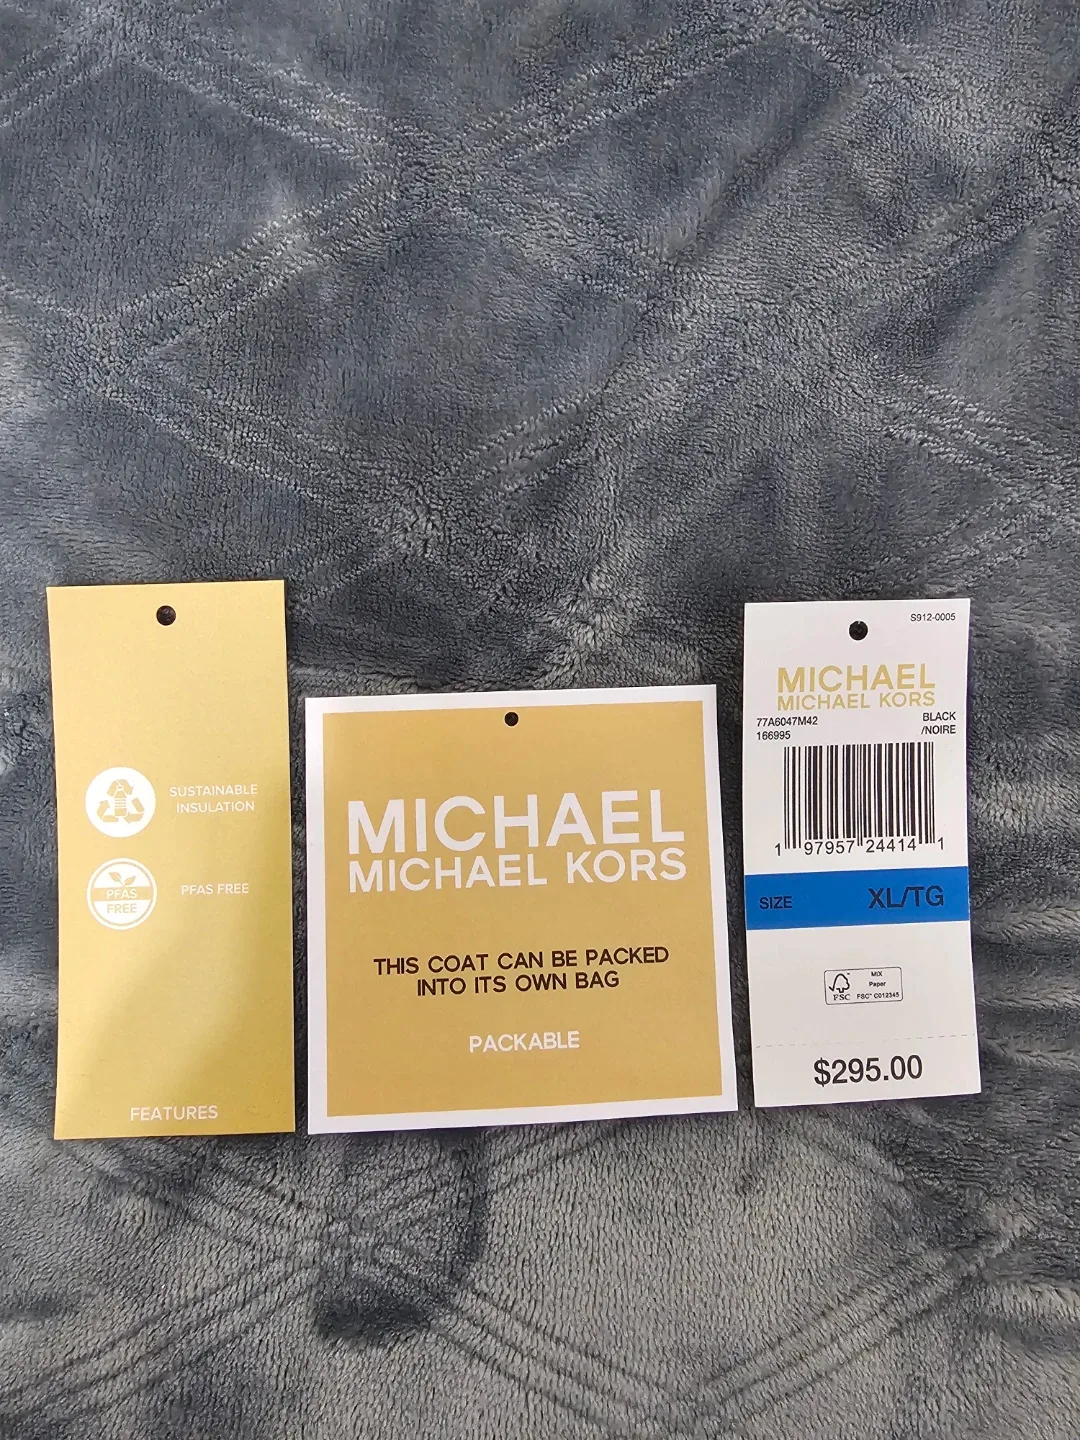 SUSTAINABLE
INSULATION
PFAS
FREE
PFAS FREE
FEATURES
MICHAEL
MICHAEL KORS
THIS COAT CAN BE PACKED
INTO ITS OWN BAG
PACKABLE
S912-0005
MICHAEL
MICHAEL KORS
77A6047M42 BLACK
166995 /NOIRE
1 97957 24414 1
SIZE XL/TG
FSC
MIX
Paper
FSC™ C012345
$295.00